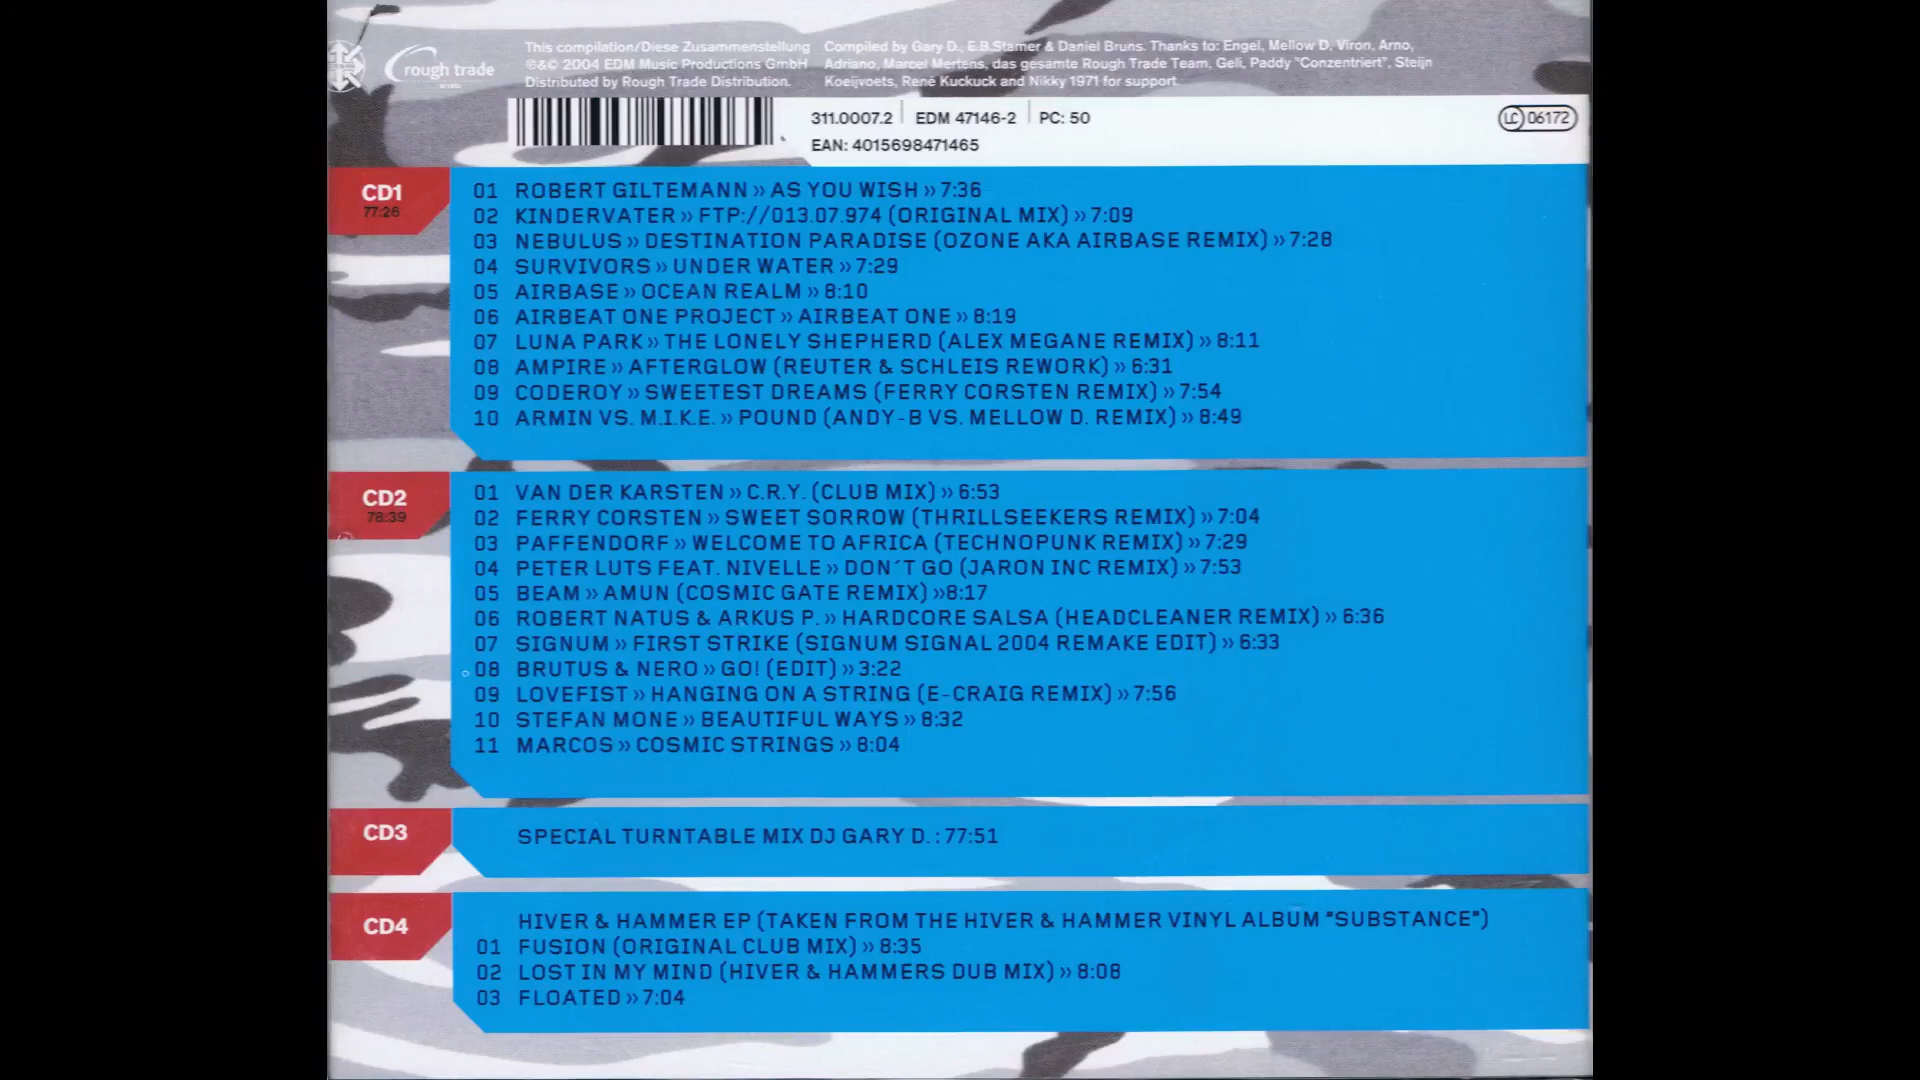 rough trade
This compilation/Diese Zusammenstellung
℗&© 2004 EDM Music Productions GmbH
Distributed by Rough Trade Distribution.
Compiled by Gary D., E.B.Stamer & Daniel Bruns. Thanks to: Engel, Mellow D, Viron, Arno,
Adriano, Marcel Mertens, das gesamte Rough Trade Team, Geli, Paddy "Conzentriert", Steijn
Koeijvoets, René Kuckuck and Nikky 1971 for support.
311.0007.2 | EDM 47146-2 | PC: 50
EAN: 4015698471465
LC 06172
CD1
77:26
01 ROBERT GILTEMANN » AS YOU WISH » 7:36
02 KINDERVATER » FTP://013.07.974 (ORIGINAL MIX) » 7:09
03 NEBULUS » DESTINATION PARADISE (OZONE AKA AIRBASE REMIX) » 7:28
04 SURVIVORS » UNDER WATER » 7:29
05 AIRBASE » OCEAN REALM » 8:10
06 AIRBEAT ONE PROJECT » AIRBEAT ONE » 8:19
07 LUNA PARK » THE LONELY SHEPHERD (ALEX MEGANE REMIX) » 8:11
08 AMPIRE » AFTERGLOW (REUTER & SCHLEIS REWORK) » 6:31
09 CODEROY » SWEETEST DREAMS (FERRY CORSTEN REMIX) » 7:54
10 ARMIN VS. M.I.K.E. » POUND (ANDY-B VS. MELLOW D. REMIX) » 8:49
CD2
78:39
01 VAN DER KARSTEN » C.R.Y. (CLUB MIX) » 6:53
02 FERRY CORSTEN » SWEET SORROW (THRILLSEEKERS REMIX) » 7:04
03 PAFFENDORF » WELCOME TO AFRICA (TECHNOPUNK REMIX) » 7:29
04 PETER LUTS FEAT. NIVELLE » DON´T GO (JARON INC REMIX) » 7:53
05 BEAM » AMUN (COSMIC GATE REMIX) »8:17
06 ROBERT NATUS & ARKUS P. » HARDCORE SALSA (HEADCLEANER REMIX) » 6:36
07 SIGNUM » FIRST STRIKE (SIGNUM SIGNAL 2004 REMAKE EDIT) » 6:33
08 BRUTUS & NERO » GO! (EDIT) » 3:22
09 LOVEFIST » HANGING ON A STRING (E-CRAIG REMIX) » 7:56
10 STEFAN MONE » BEAUTIFUL WAYS » 8:32
11 MARCOS » COSMIC STRINGS » 8:04
CD3
SPECIAL TURNTABLE MIX DJ GARY D. : 77:51
CD4
HIVER & HAMMER EP (TAKEN FROM THE HIVER & HAMMER VINYL ALBUM "SUBSTANCE")
01 FUSION (ORIGINAL CLUB MIX) » 8:35
02 LOST IN MY MIND (HIVER & HAMMERS DUB MIX) » 8:08
03 FLOATED » 7:04